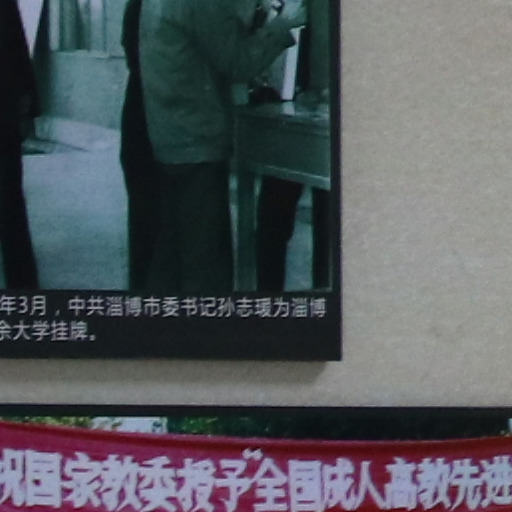 年3月，中共淄博市委书记孙志瑗为淄博
余大学挂牌。
祝国家教委授予“全国成人高教先进